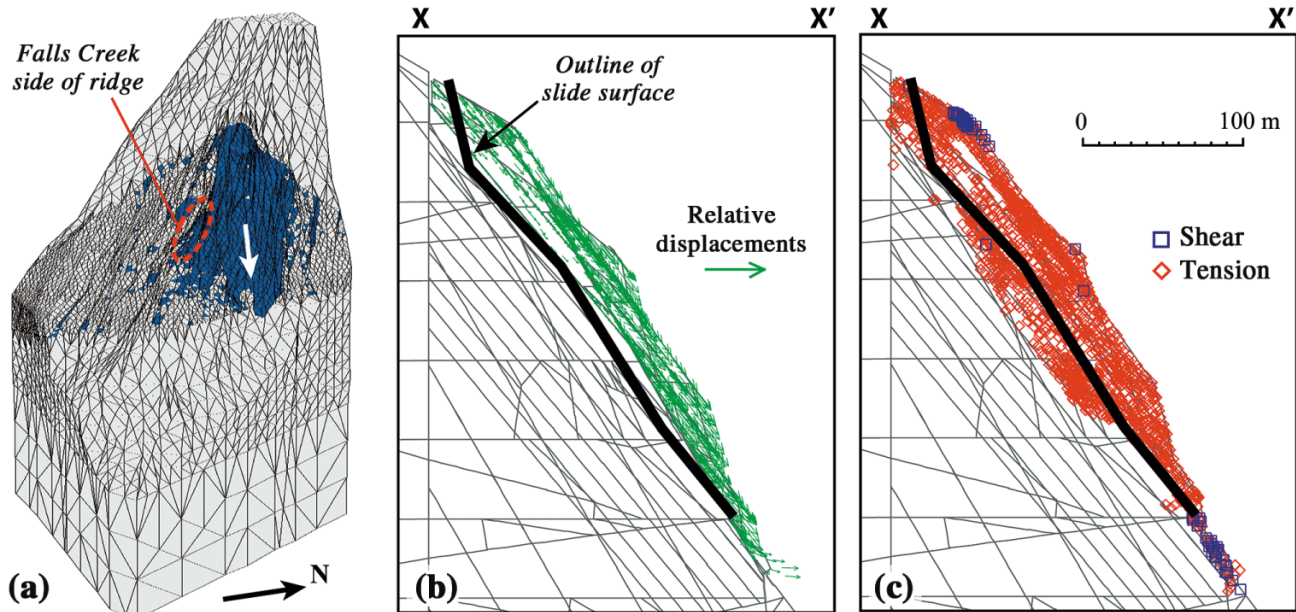 Falls Creek
side of ridge
(a)
N
X
X'
Outline of
slide surface
Relative
displacements
(b)
X
X'
0
100 m
Shear
Tension
(c)